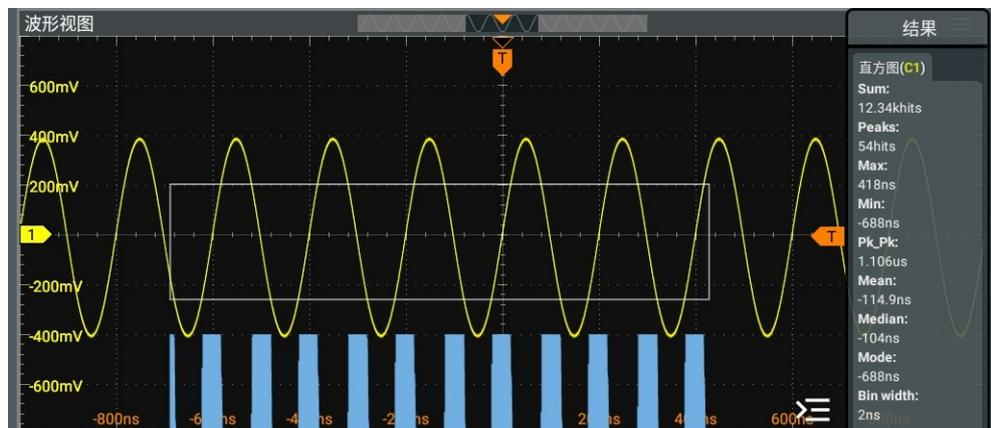 波形视图
结果
T
600mV
400mV
200mV
1
T
-200mV
-400mV
-600mV
-800ns
600ns
直方图(C1)
Sum:
12.34khits
Peaks:
54hits
Max:
418ns
Min:
-688ns
Pk_Pk:
1.106us
Mean:
-114.9ns
Median:
-104ns
Mode:
-688ns
Bin width:
2ns